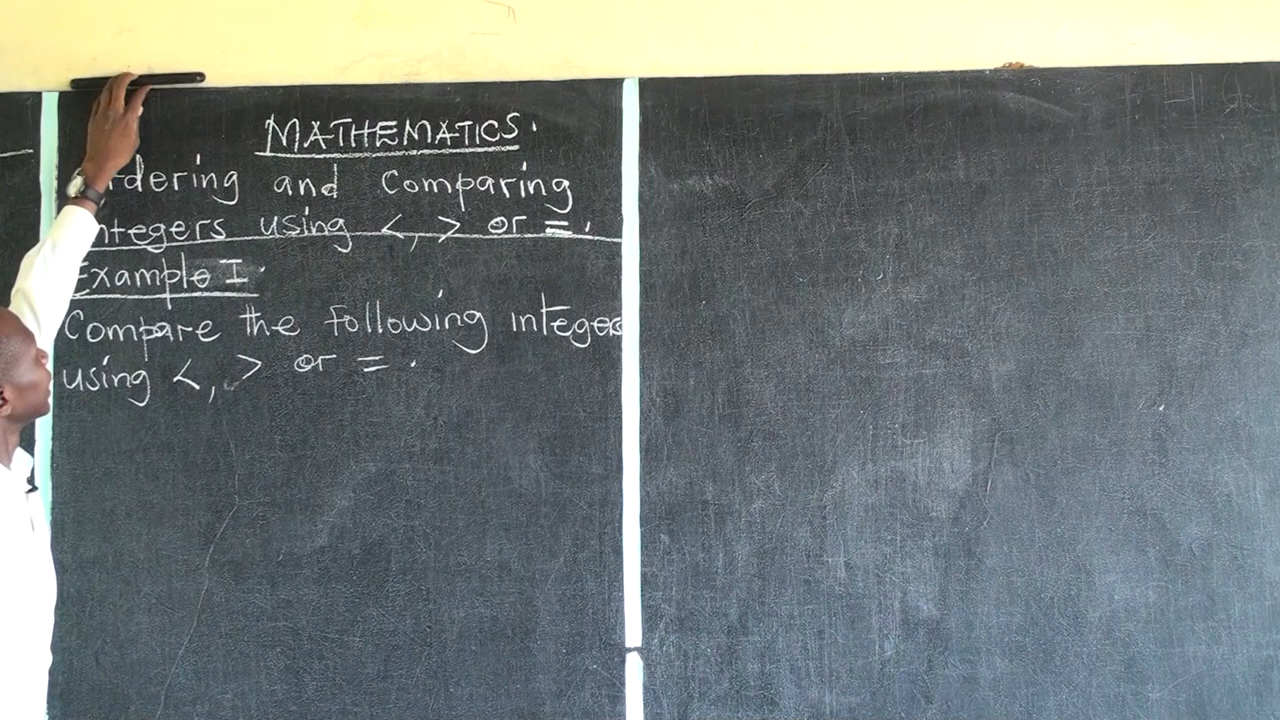 MATHEMATICS.
Ordering and Comparing
Integers using <, > or =.
Example I.
Compare the following integers
using <, > or = .